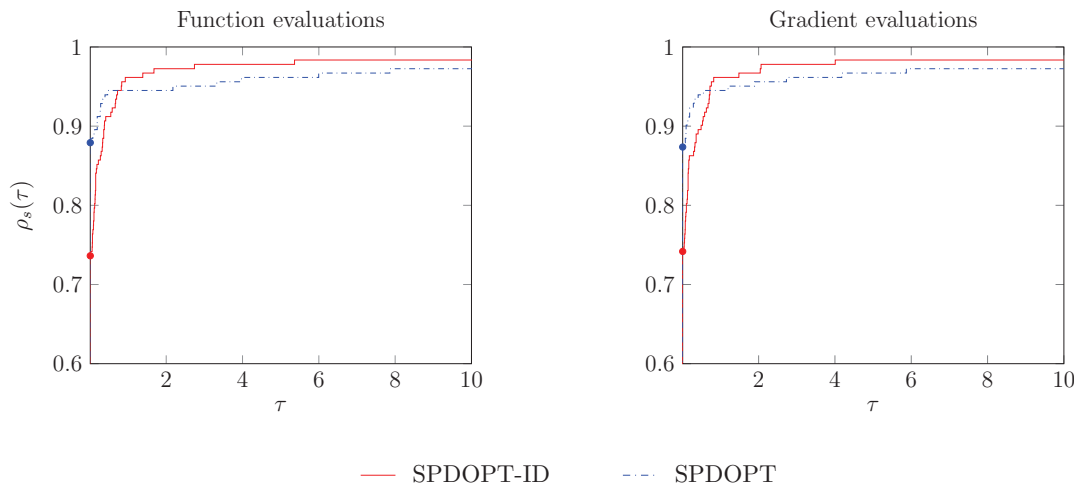 Function evaluations
1
0.9
0.8
0.7
0.6
2
4
6
8
10
ρs(τ)
τ
Gradient evaluations
1
0.9
0.8
0.7
0.6
2
4
6
8
10
τ
SPDOPT-ID
SPDOPT